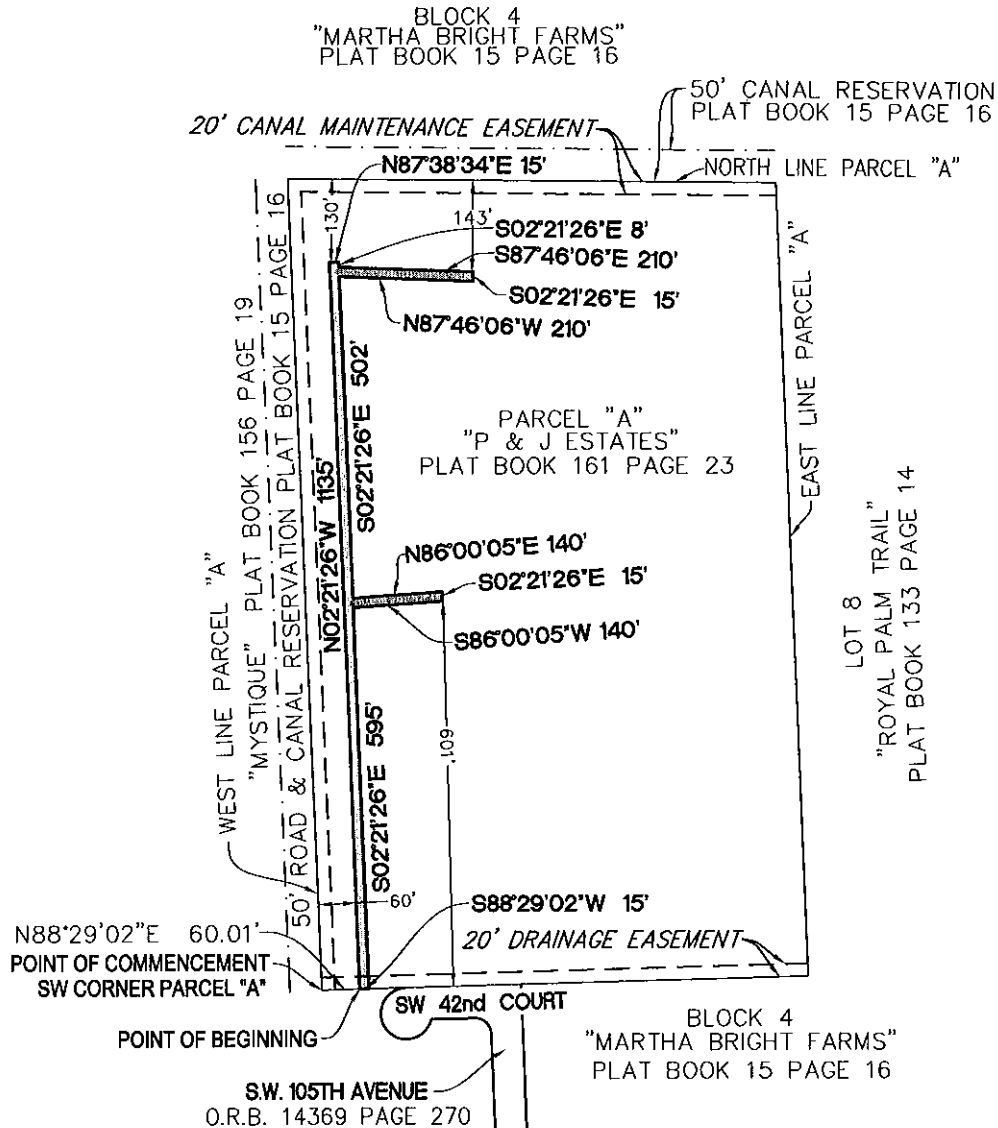 BLOCK 4
"MARTHA BRIGHT FARMS"
PLAT BOOK 15 PAGE 16
50' CANAL RESERVATION
PLAT BOOK 15 PAGE 16
20' CANAL MAINTENANCE EASEMENT
NORTH LINE PARCEL "A"
N87°38'34"E 15'
130'
143'
S02°21'26"E 8'
S87°46'06"E 210'
S02°21'26"E 15'
N87°46'06"W 210'
WEST LINE PARCEL "A"
"MYSTIQUE" PLAT BOOK 156 PAGE 19
50' ROAD & CANAL RESERVATION PLAT BOOK 15 PAGE 16
N02°21'26"W 1135'
S02°21'26"E 502'
PARCEL "A"
"P & J ESTATES"
PLAT BOOK 161 PAGE 23
EAST LINE PARCEL "A"
LOT 8
"ROYAL PALM TRAIL"
PLAT BOOK 133 PAGE 14
N86°00'05"E 140'
S02°21'26"E 15'
S86°00'05"W 140'
S02°21'26"E 595'
601'
60'
S88°29'02"W 15'
N88°29'02"E 60.01'
20' DRAINAGE EASEMENT
POINT OF COMMENCEMENT
SW CORNER PARCEL "A"
SW 42nd COURT
POINT OF BEGINNING
BLOCK 4
"MARTHA BRIGHT FARMS"
PLAT BOOK 15 PAGE 16
S.W. 105TH AVENUE
O.R.B. 14369 PAGE 270